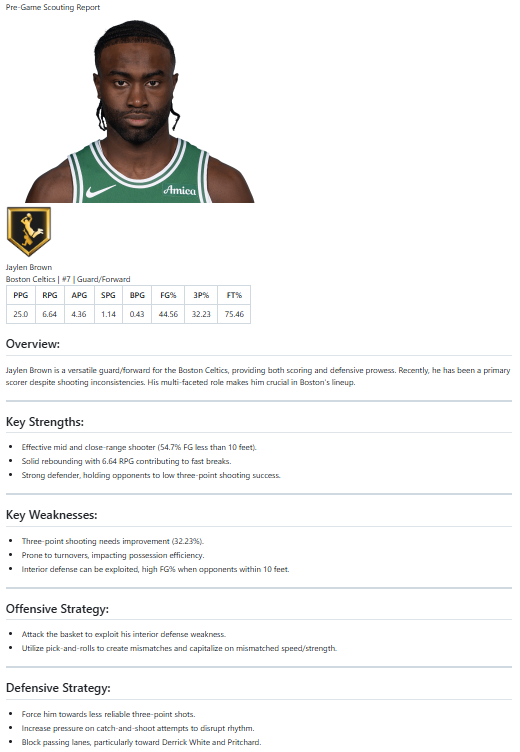 Pre-Game Scouting Report
Amica
Jaylen Brown
Boston Celtics | #7 | Guard/Forward
PPG RPG APG SPG BPG FG% 3P% FT%
25.0 6.64 4.36 1.14 0.43 44.56 32.23 75.46
Overview:
Jaylen Brown is a versatile guard/forward for the Boston Celtics, providing both scoring and defensive prowess. Recently, he has been a primary
scorer despite shooting inconsistencies. His multi-faceted role makes him crucial in Boston's lineup.
Key Strengths:
• Effective mid and close-range shooter (54.7% FG less than 10 feet).
• Solid rebounding with 6.64 RPG contributing to fast breaks.
• Strong defender, holding opponents to low three-point shooting success.
Key Weaknesses:
• Three-point shooting needs improvement (32.23%).
• Prone to turnovers, impacting possession efficiency.
• Interior defense can be exploited, high FG% when opponents within 10 feet.
Offensive Strategy:
• Attack the basket to exploit his interior defense weakness.
• Utilize pick-and-rolls to create mismatches and capitalize on mismatched speed/strength.
Defensive Strategy:
• Force him towards less reliable three-point shots.
• Increase pressure on catch-and-shoot attempts to disrupt rhythm.
• Block passing lanes, particularly toward Derrick White and Pritchard.